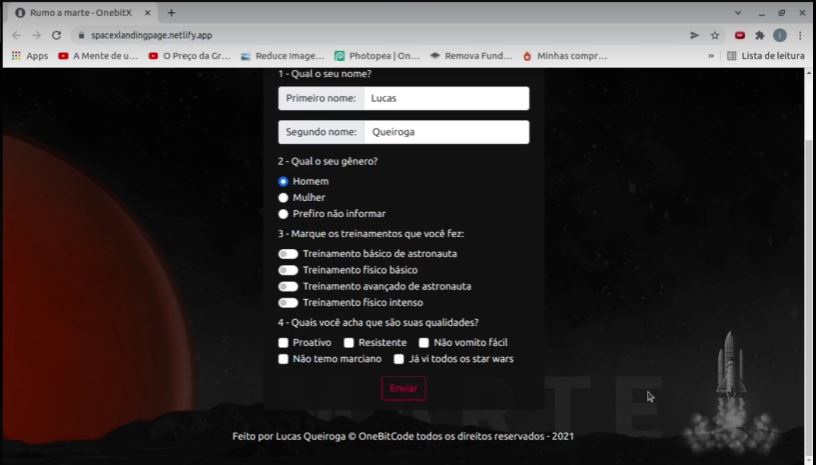 Rumo a marte - OnebitX
spacexlandingpage.netlify.app
Apps A Mente de u... O Preço da Gr... Reduce Image... Photopea | On... Remova Fund... Minhas compr... » Lista de leitura
1 - Qual o seu nome?
Primeiro nome: Lucas
Segundo nome: Queiroga
2 - Qual o seu gênero?
Homem
Mulher
Prefiro não informar
3 - Marque os treinamentos que você fez:
Treinamento básico de astronauta
Treinamento físico básico
Treinamento avançado de astronauta
Treinamento físico intenso
4 - Quais você acha que são suas qualidades?
Proativo Resistente Não vomito fácil
Não temo marciano Já vi todos os star wars
Enviar
MARTE
Feito por Lucas Queiroga © OneBitCode todos os direitos reservados - 2021